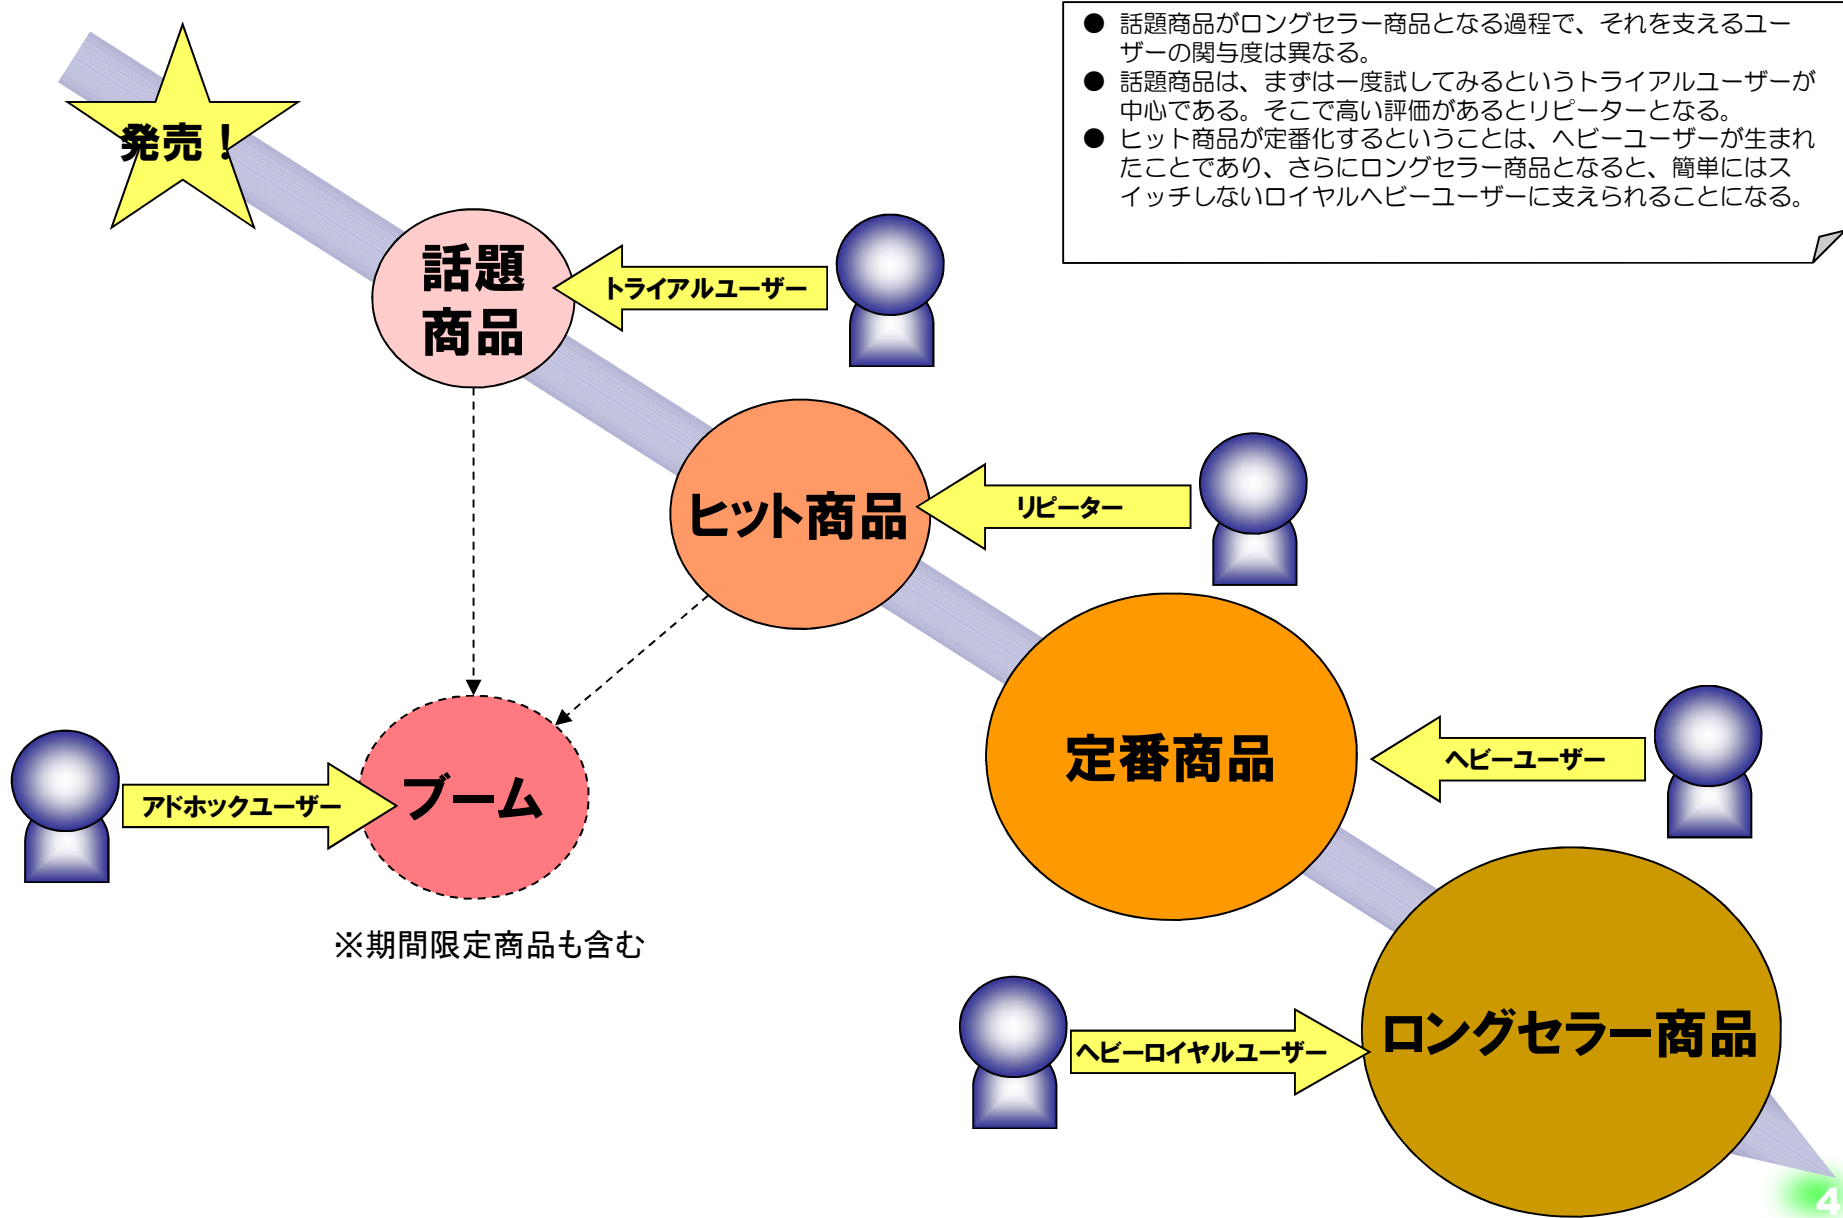 ● 話題商品がロングセラー商品となる過程で、それを支えるユー
ザーの関与度は異なる。
● 話題商品は、まずは一度試してみるというトライアルユーザーが
中心である。そこで高い評価があるとリピーターとなる。
● ヒット商品が定番化するということは、ヘビーユーザーが生まれ
たことであり、さらにロングセラー商品となると、簡単にはス
イッチしないロイヤルヘビーユーザーに支えられることになる。
発売！
話題
商品
トライアルユーザー
ヒット商品
リピーター
定番商品
ヘビーユーザー
アドホックユーザー
ブーム
※期間限定商品も含む
ヘビーロイヤルユーザー
ロングセラー商品
4